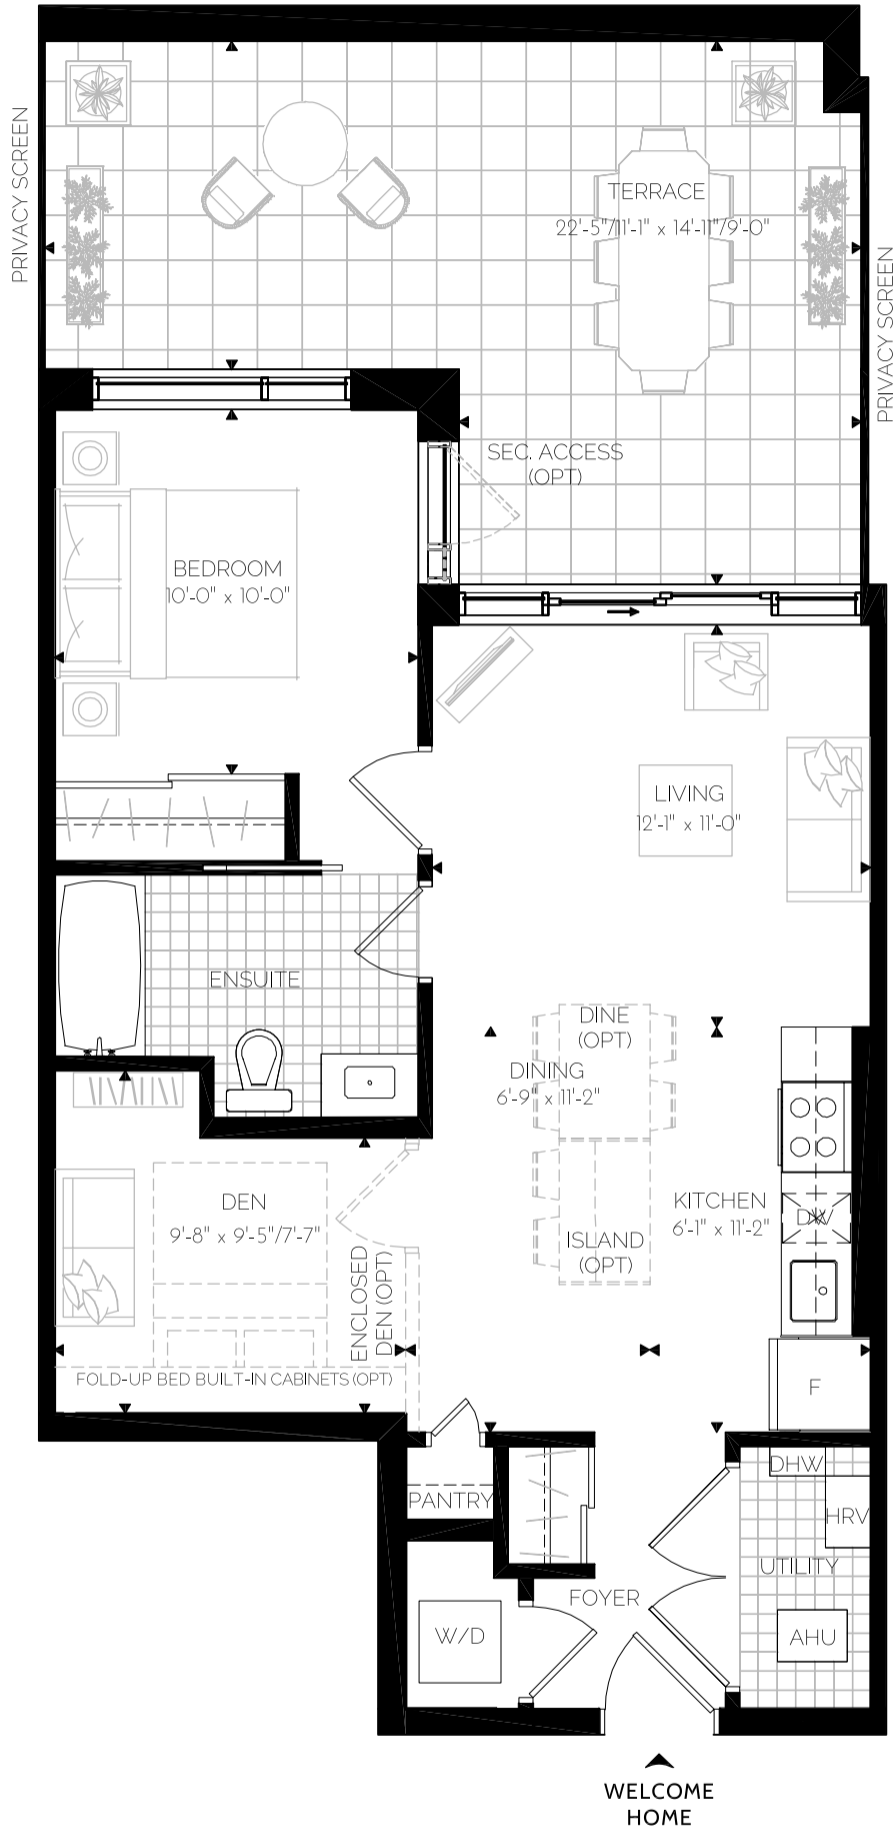 PRIVACY SCREEN
TERRACE
22'-5"/11'-1" x 14'-11"/9'-0"
PRIVACY SCREEN
SEC. ACCESS
(OPT)
BEDROOM
10'-0" x 10'-0"
LIVING
12'-1" x 11'-0"
ENSUITE
DINE
(OPT)
DINING
6'-9" x 11'-2"
KITCHEN
6'-1" x 11'-2"
DW
ISLAND
(OPT)
DEN
9'-8" x 9'-5"/7'-7"
ENCLOSED
DEN (OPT)
FOLD-UP BED BUILT-IN CABINETS (OPT)
F
PANTRY
DHW
HRV
UTILITY
FOYER
W/D
AHU
WELCOME
HOME